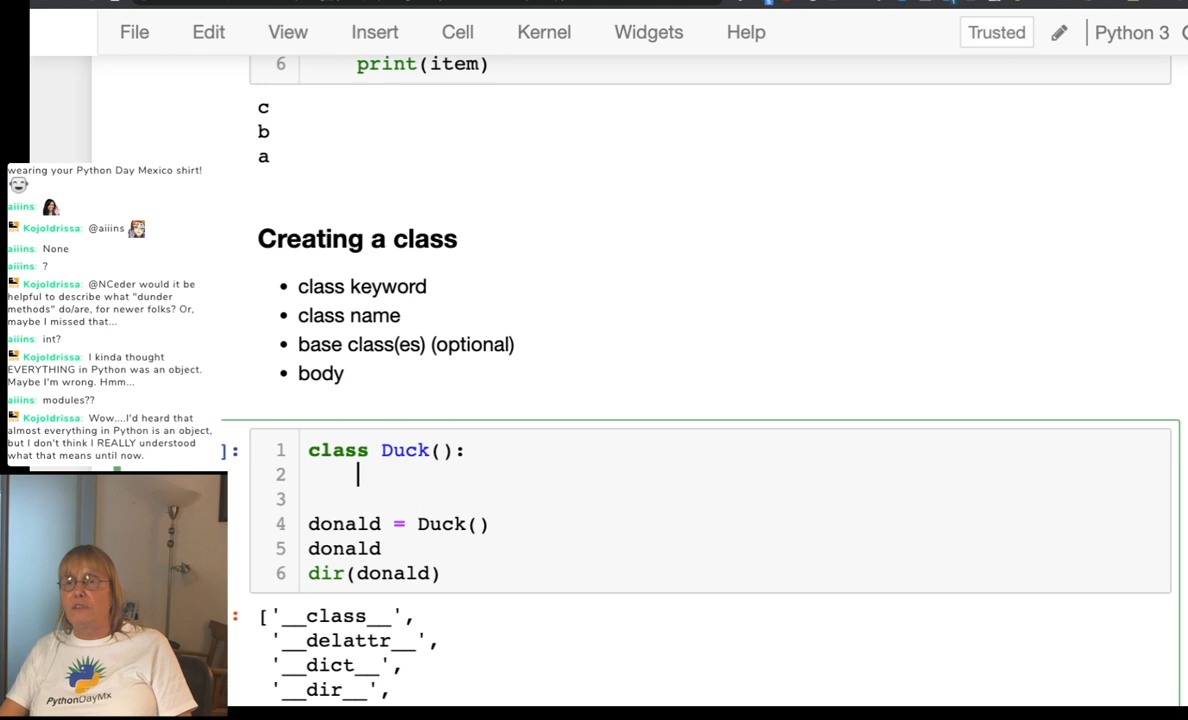 File Edit View Insert Cell Kernel Widgets Help Trusted Python 3
6 print(item)
c
b
a
wearing your Python Day Mexico shirt!
aiiins:
KojoIdrissa: @aiiins
aiiins: None
aiiins: ?
KojoIdrissa: @NCeder would it be
helpful to describe what "dunder
methods" do/are, for newer folks? Or,
maybe I missed that...
aiiins: int?
KojoIdrissa: I kinda thought
EVERYTHING in Python was an object.
Maybe I'm wrong. Hmm...
aiiins: modules??
KojoIdrissa: Wow....I'd heard that
almost everything in Python is an object,
but I don't think I REALLY understood
what that means until now.
Creating a class
• class keyword
• class name
• base class(es) (optional)
• body
]:
1 class Duck():
2
3
4 donald = Duck()
5 donald
6 dir(donald)
: ['__class__',
'__delattr__',
'__dict__',
'__dir__',
PythonDayMx